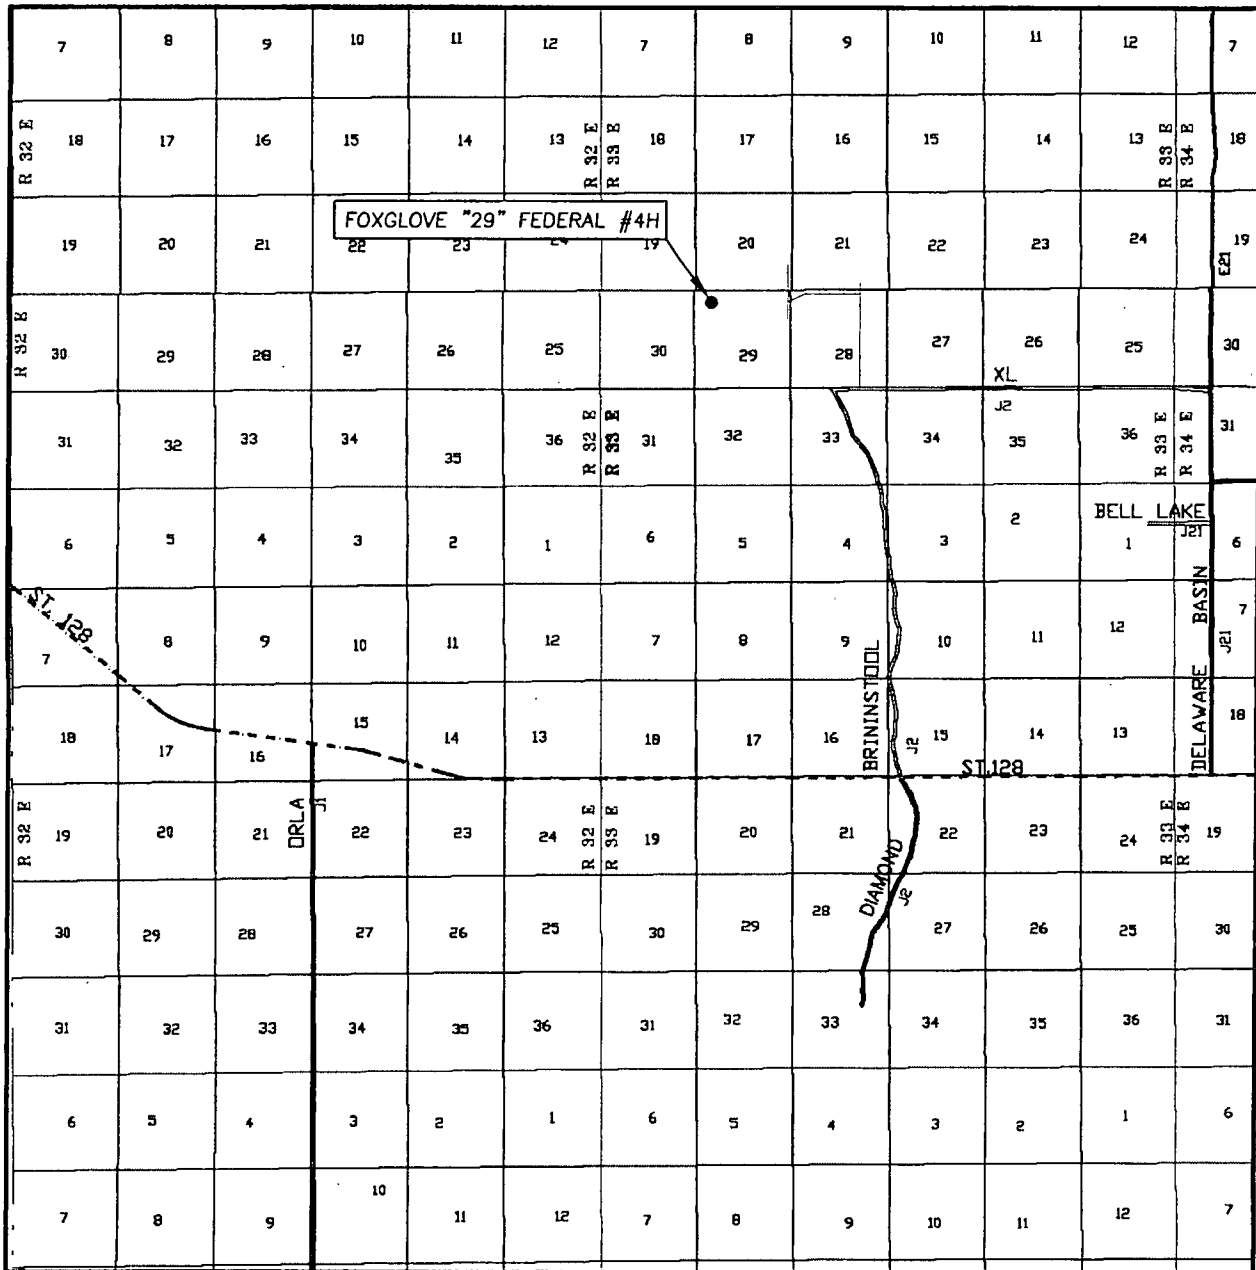 7 8 9 10 11 12 7 8 9 10 11 12 7
R 32 E 18 17 16 15 14 13 R 32 E R 33 E 18 17 16 15 14 13 R 33 E R 34 E 18
FOXGLOVE "29" FEDERAL #4H
19 20 21 22 23 24 19 20 21 22 23 24 19
E21
R 32 E 30 29 28 27 26 25 30 29 28 27 26 25 30
XL
J2
31 32 33 34 35 36 R 32 E R 33 E 31 32 33 34 35 36 R 33 E R 34 E 31
BELL LAKE
J21
6 5 4 3 2 1 6 5 4 3 2 1 6
ST. 128
7 8 9 10 11 12 7 8 9 10 11 12 7
BRININSTOOL
J2
DELAWARE BASIN
J21
18 17 16 15 14 13 18 17 16 15 14 13 18
ST.128
ORLA
J1
R 32 E 19 20 21 22 23 24 R 32 E R 33 E 19 20 21 22 23 24 R 33 E R 34 E 19
DIAMOND
J2
30 29 28 27 26 25 30 29 28 27 26 25 30
31 32 33 34 35 36 31 32 33 34 35 36 31
6 5 4 3 2 1 6 5 4 3 2 1 6
7 8 9 10 11 12 7 8 9 10 11 12 7